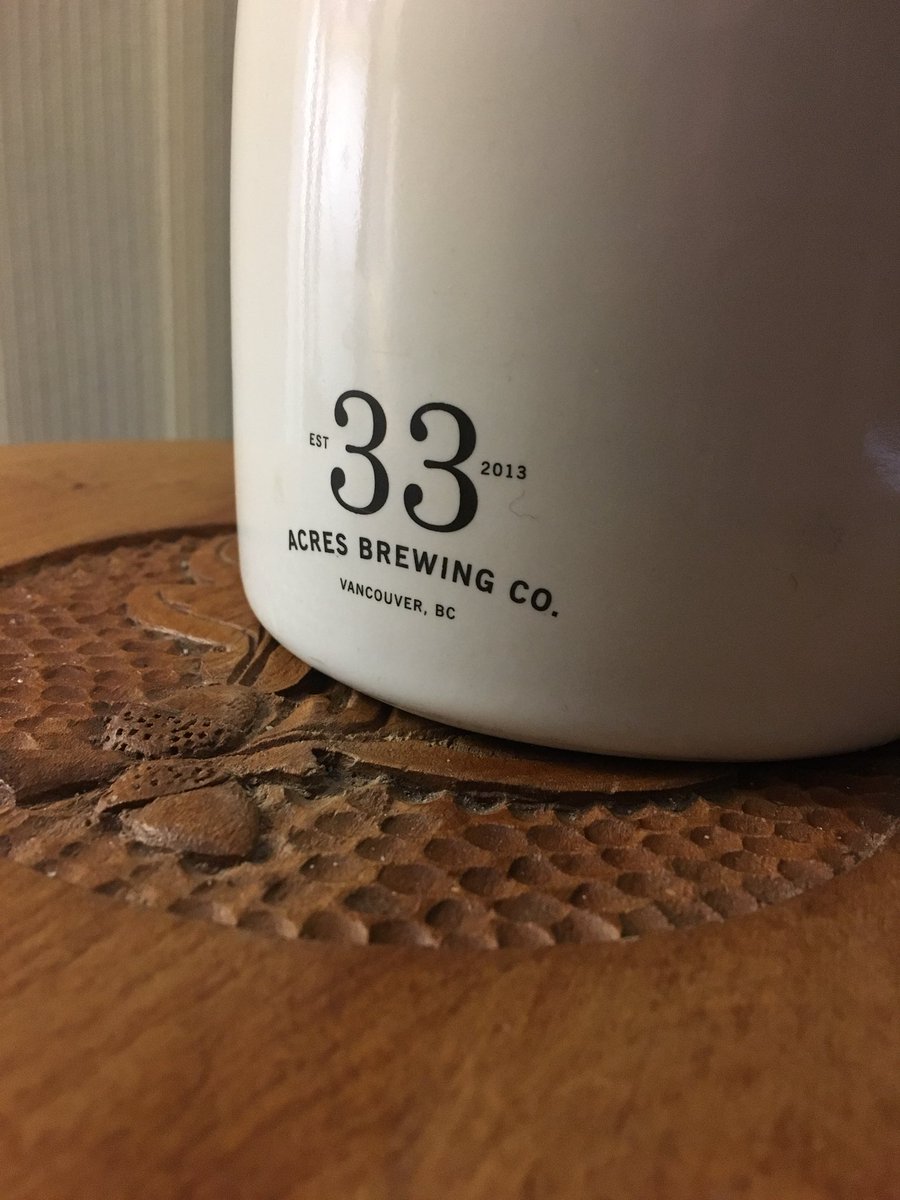 EST 33 2013
ACRES BREWING CO.
VANCOUVER, BC